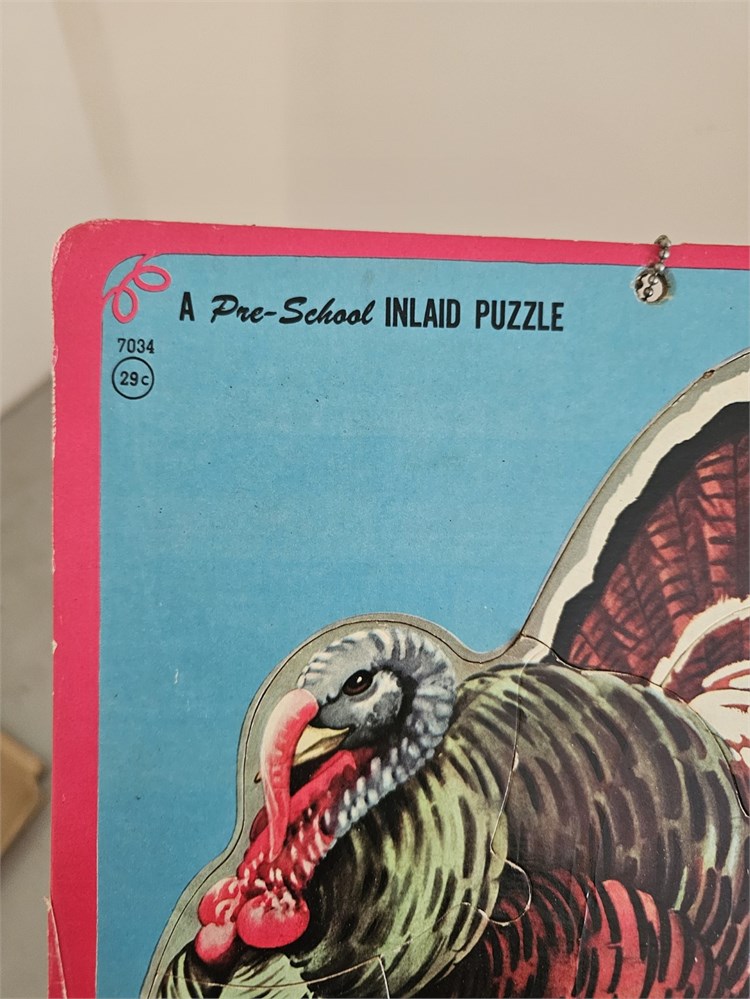 A Pre-School INLAID PUZZLE
7034
29c